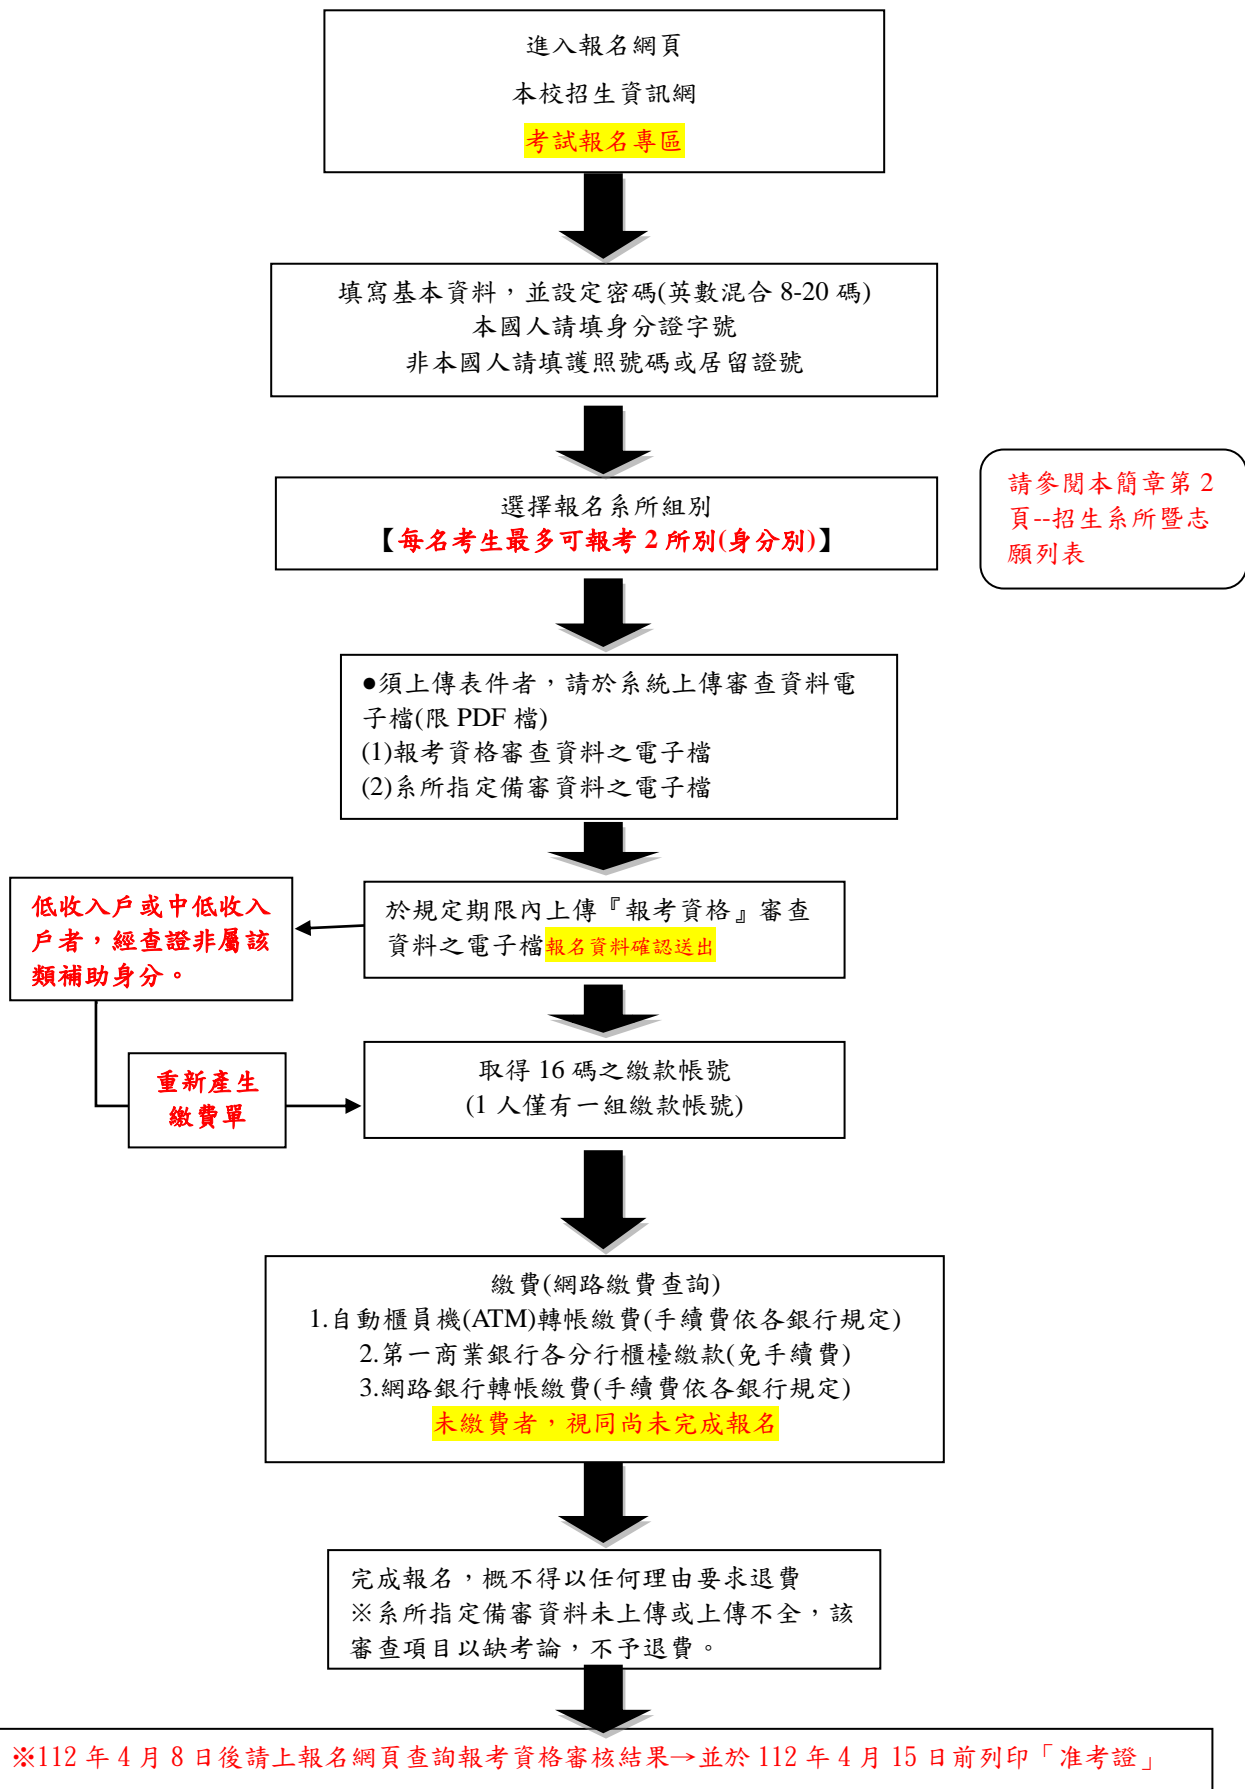 進入報名網頁
本校招生資訊網
考試報名專區
填寫基本資料，並設定密碼(英數混合 8-20 碼)
本國人請填身分證字號
非本國人請填護照號碼或居留證號
選擇報名系所組別
【每名考生最多可報考 2 所別(身分別)】
請參閱本簡章第 2
頁--招生系所暨志
願列表
●須上傳表件者，請於系統上傳審查資料電
子檔(限 PDF 檔)
(1)報考資格審查資料之電子檔
(2)系所指定備審資料之電子檔
低收入戶或中低收入
戶者，經查證非屬該
類補助身分。
於規定期限內上傳『報考資格』審查
資料之電子檔報名資料確認送出
重新產生
繳費單
取得 16 碼之繳款帳號
(1 人僅有一組繳款帳號)
繳費(網路繳費查詢)
1.自動櫃員機(ATM)轉帳繳費(手續費依各銀行規定)
2.第一商業銀行各分行櫃檯繳款(免手續費)
3.網路銀行轉帳繳費(手續費依各銀行規定)
未繳費者，視同尚未完成報名
完成報名，概不得以任何理由要求退費
※系所指定備審資料未上傳或上傳不全，該
審查項目以缺考論，不予退費。
※112 年 4 月 8 日後請上報名網頁查詢報考資格審核結果→並於 112 年 4 月 15 日前列印「准考證」